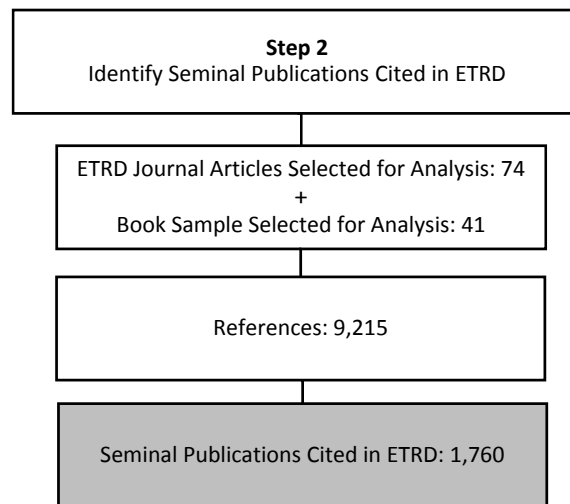 Step 2
Identify Seminal Publications Cited in ETRD
ETRD Journal Articles Selected for Analysis: 74
+
Book Sample Selected for Analysis: 41
References: 9,215
Seminal Publications Cited in ETRD: 1,760